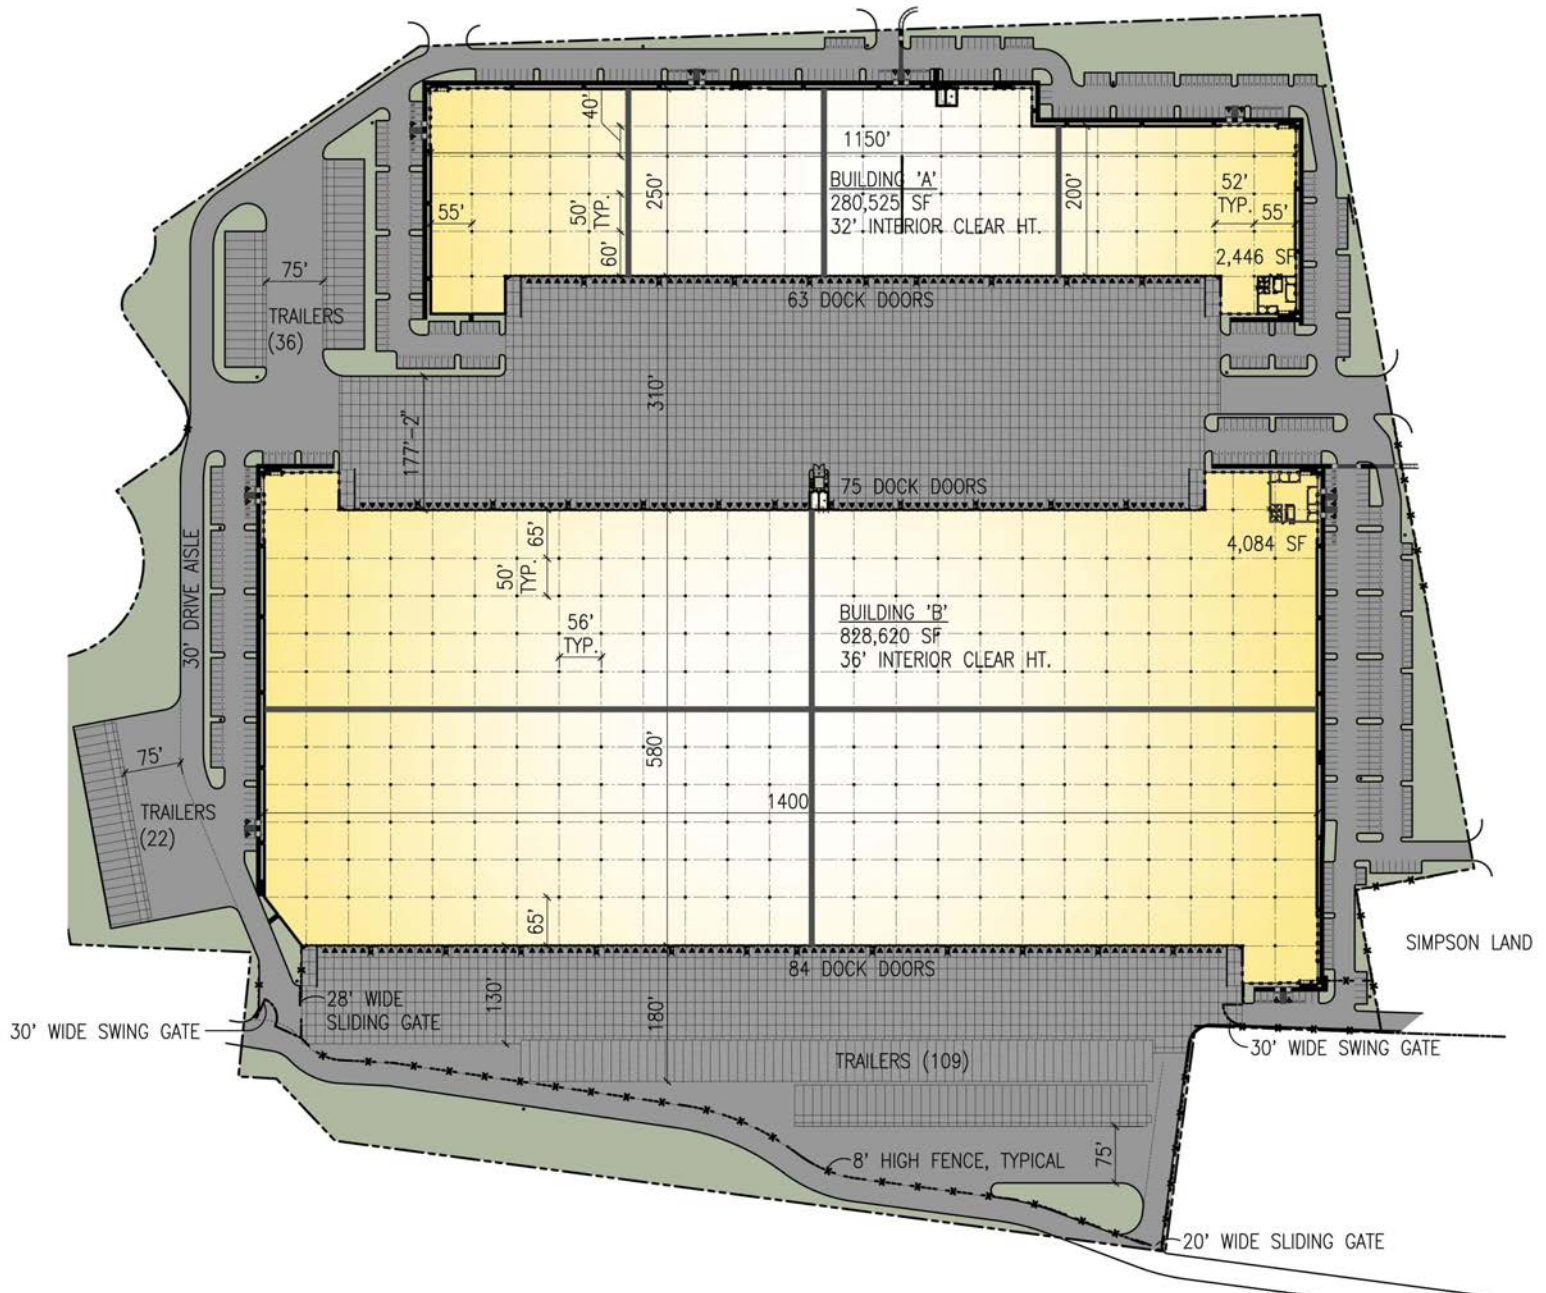 40'
1150'
BUILDING 'A'
280,525 SF
32' INTERIOR CLEAR HT.
250'
200'
52'
TYP.
55'
55'
50'
TYP.
60'
2,446 SF
75'
TRAILERS
(36)
63 DOCK DOORS
310'
177'-2"
75 DOCK DOORS
65'
50'
TYP.
4,084 SF
30' DRIVE AISLE
56'
TYP.
BUILDING 'B'
828,620 SF
36' INTERIOR CLEAR HT.
580'
75'
1400
TRAILERS
(22)
65'
84 DOCK DOORS
SIMPSON LAND
130'
180'
28' WIDE
SLIDING GATE
30' WIDE SWING GATE
30' WIDE SWING GATE
TRAILERS (109)
75'
8' HIGH FENCE, TYPICAL
20' WIDE SLIDING GATE